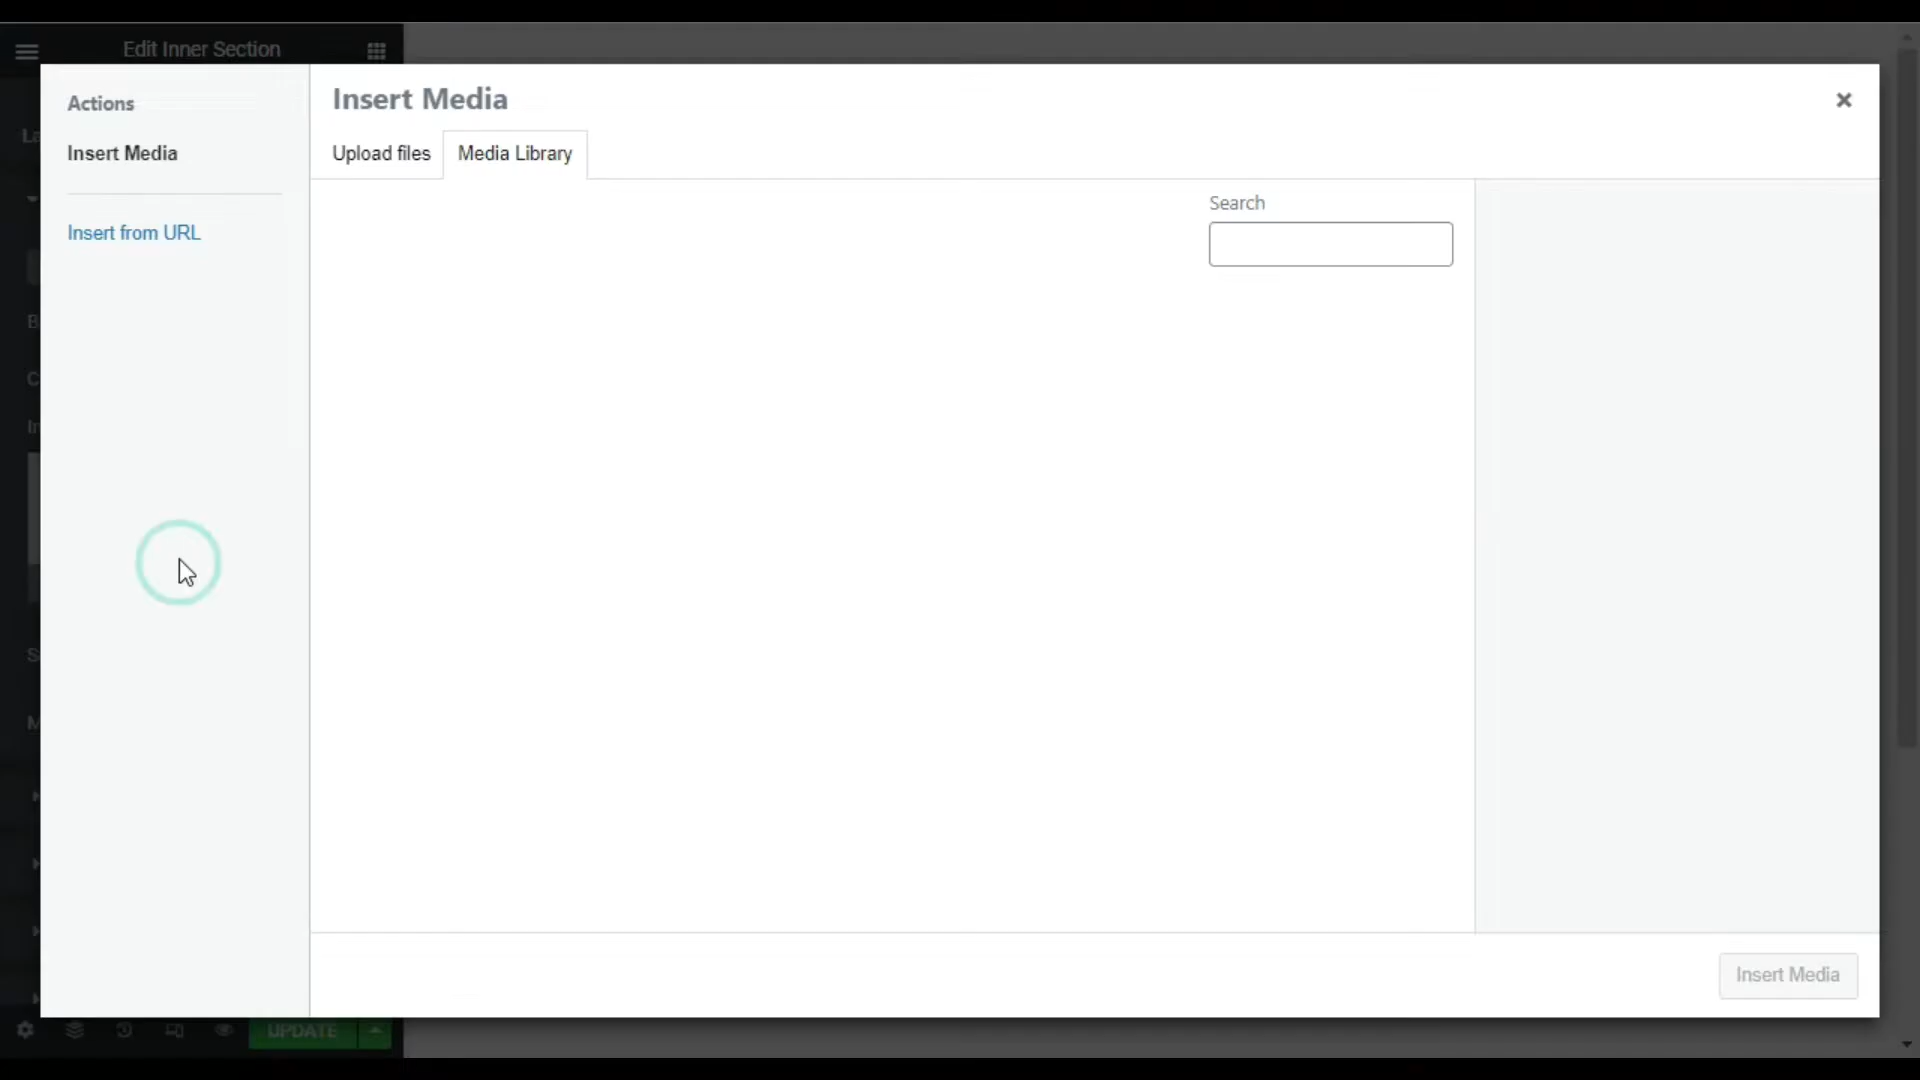 Edit Inner Section
Actions
Insert Media
Insert from URL
Insert Media
Upload files
Media Library
Search
Insert Media
UPDATE